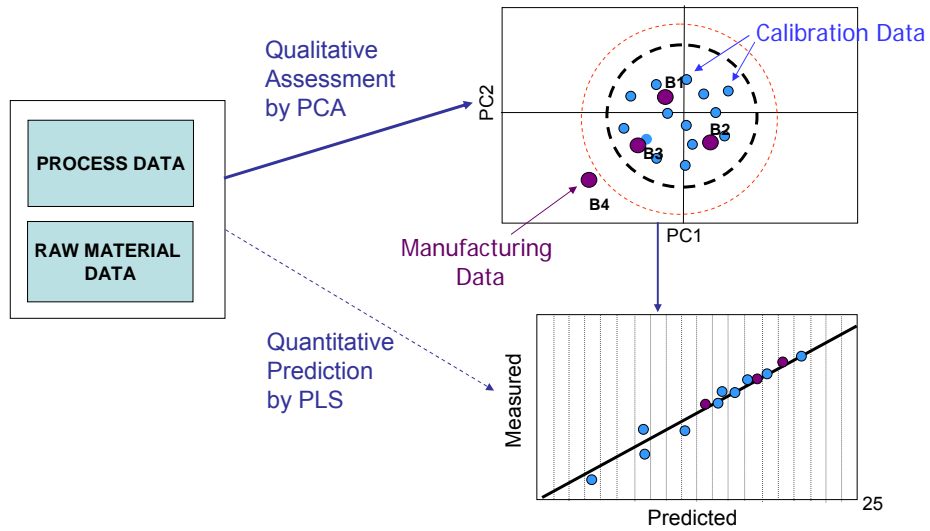 PROCESS DATA
RAW MATERIAL
DATA
Qualitative
Assessment
by PCA
Quantitative
Prediction
by PLS
PC2
Calibration Data
B1
B2
B3
B4
PC1
Manufacturing
Data
Measured
25
Predicted